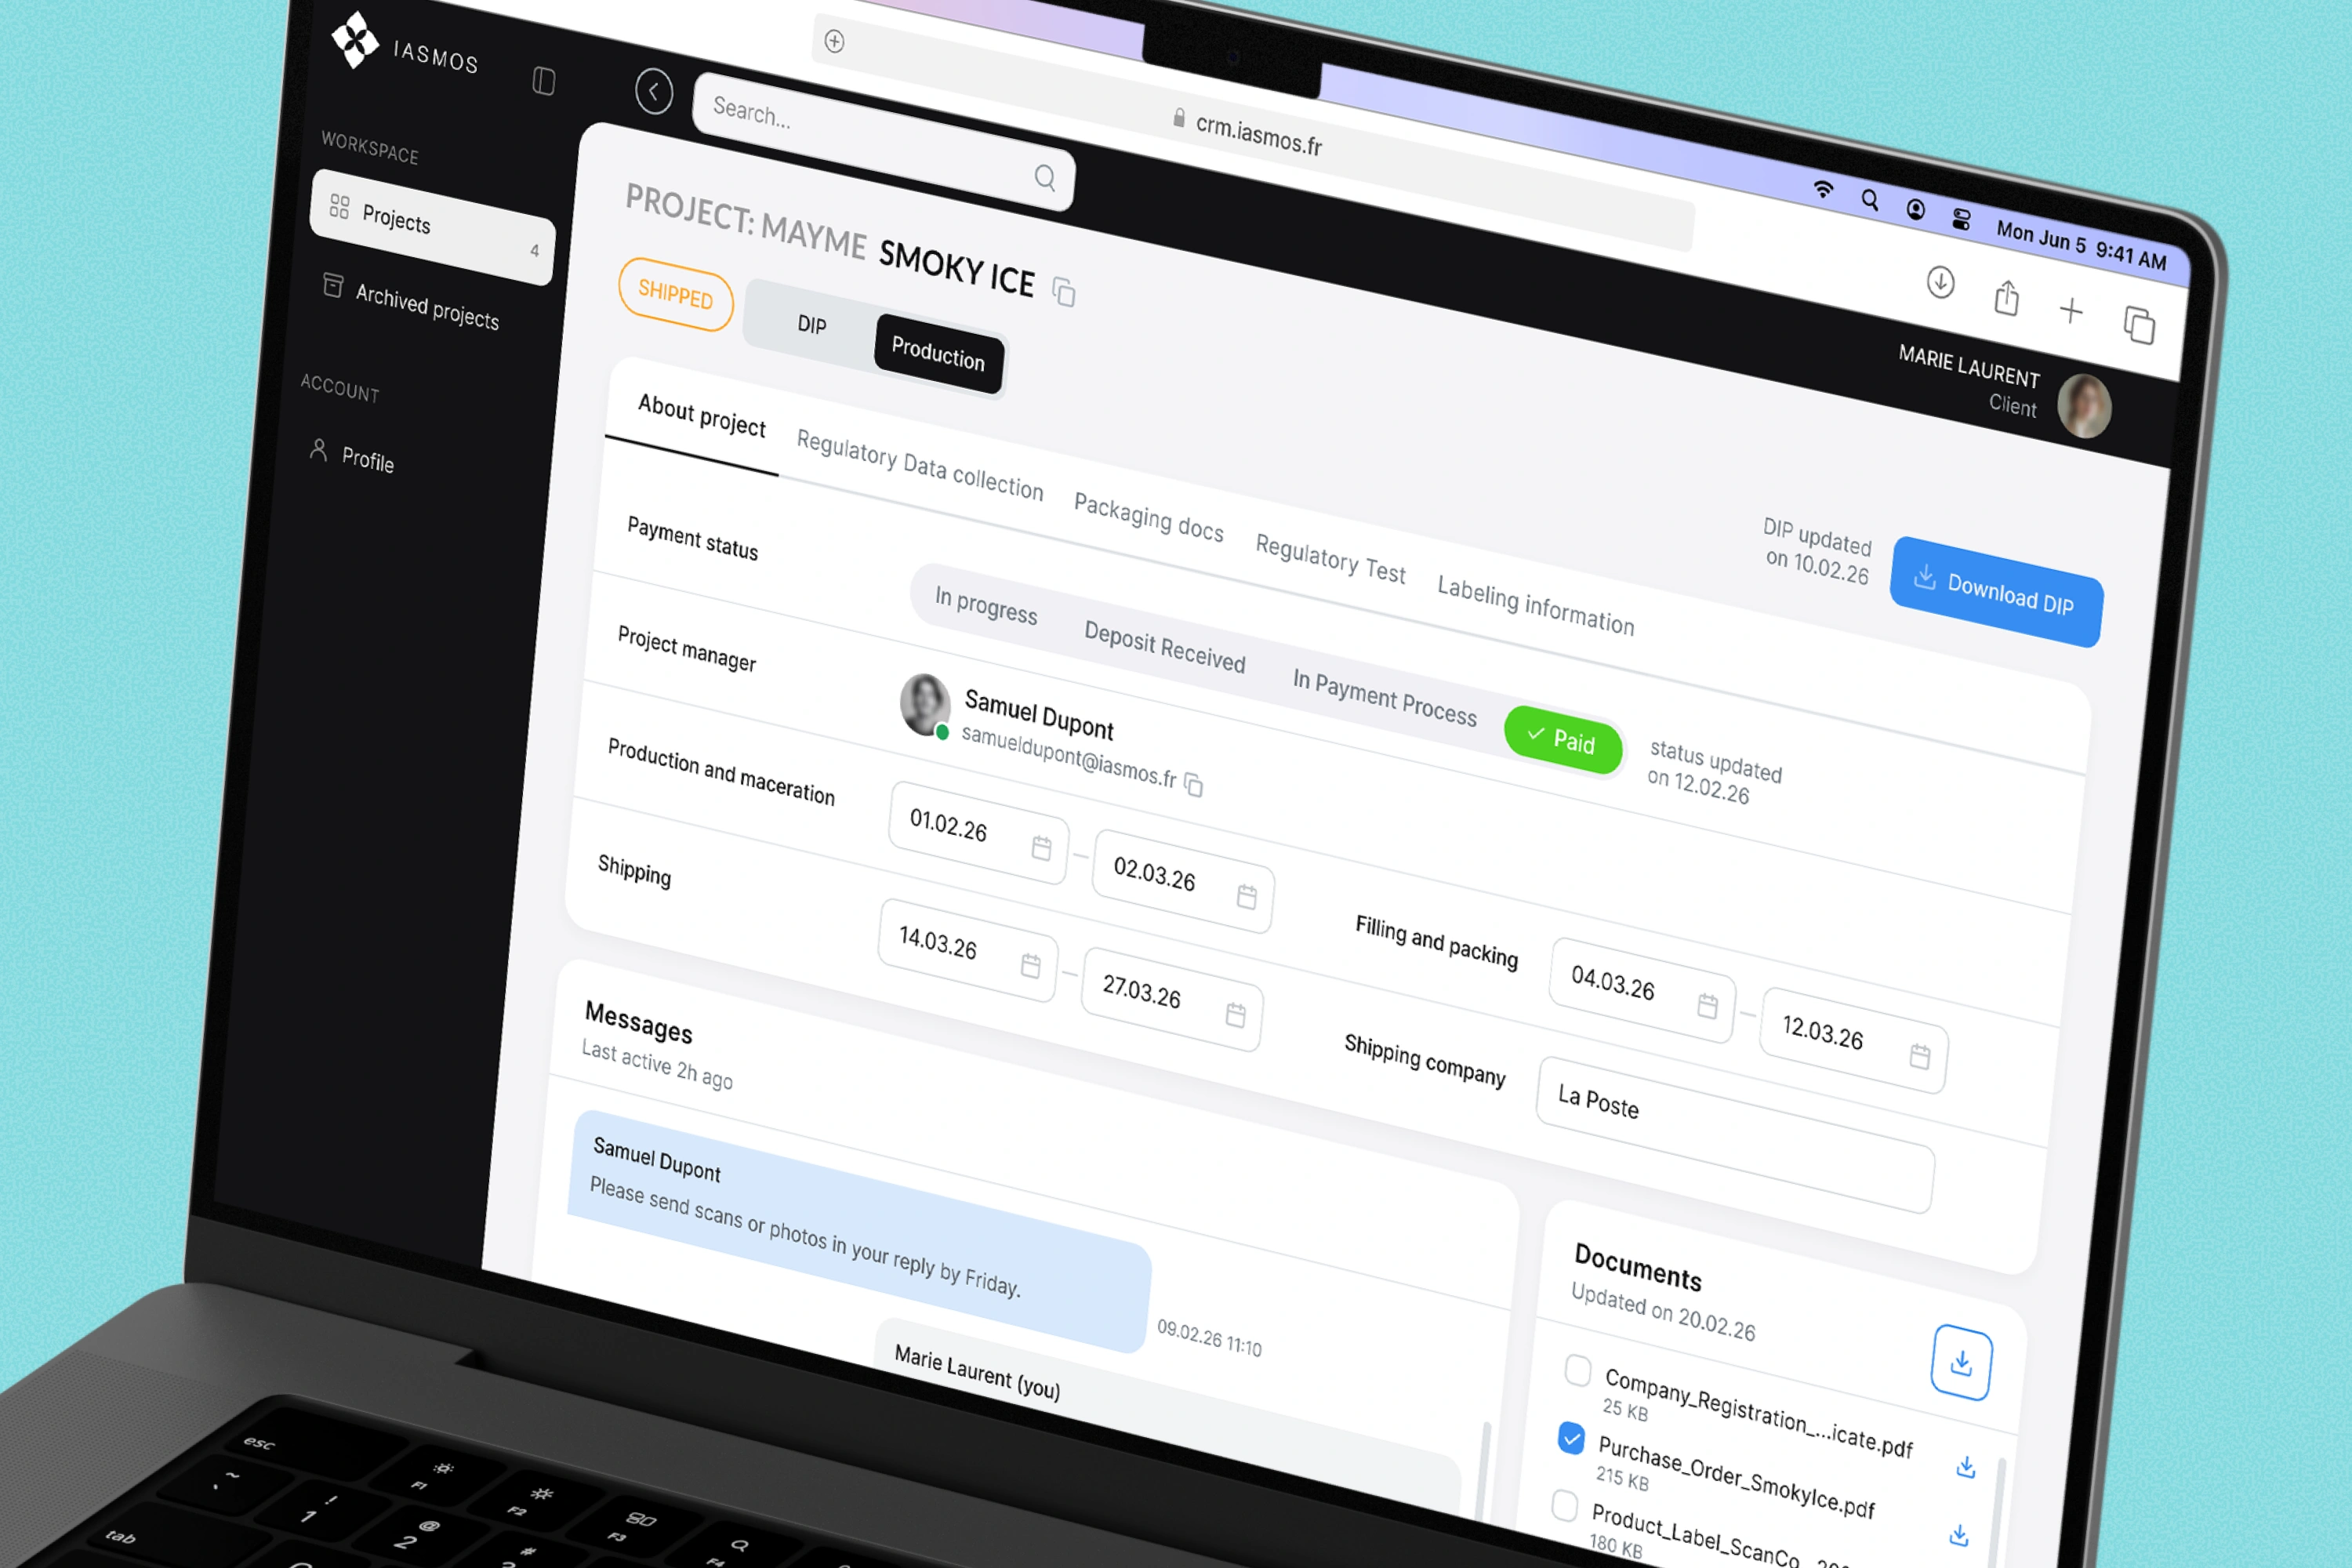 IASMOS
Search...
crm.iasmos.fr
Mon Jun 5 9:41 AM
MARIE LAURENT
Client
WORKSPACE
Projects 4
Archived projects
ACCOUNT
Profile
PROJECT: MAYME SMOKY ICE
SHIPPED
DIP
Production
DIP updated
on 10.02.26
Download DIP
About project
Regulatory Data collection
Packaging docs
Regulatory Test
Labeling information
Payment status
In progress
Deposit Received
In Payment Process
Paid
status updated
on 12.02.26
Project manager
Samuel Dupont
samueldupont@iasmos.fr
Production and maceration
01.02.26 – 02.03.26
Filling and packing
04.03.26 – 12.03.26
Shipping
14.03.26 – 27.03.26
Shipping company
La Poste
Messages
Last active 2h ago
Samuel Dupont
Please send scans or photos in your reply by Friday.
09.02.26 11:10
Marie Laurent (you)
Documents
Updated on 20.02.26
Company_Registration_...icate.pdf
25 KB
Purchase_Order_SmokyIce.pdf
215 KB
Product_Label_ScanCo
180 KB
esc
F1
F2
F3
F4
~
!
1
@
2
#
tab